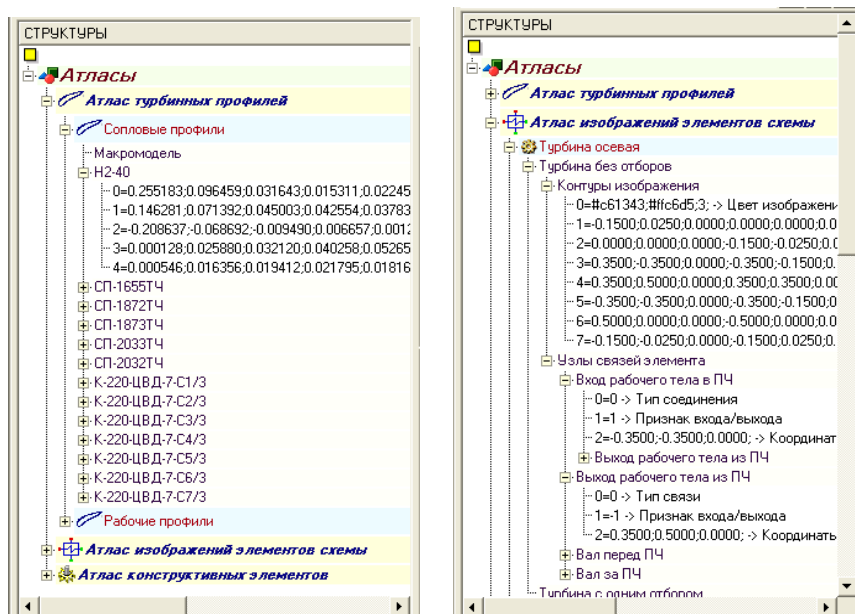 СТРУКТУРЫ
Атласы
Атлас турбинных профилей
Сопловые профили
Макромодель
Н2-40
0=0.255183;0.096459;0.031643;0.015311;0.02245
1=0.146281;0.071392;0.045003;0.042554;0.03783
2=-0.208637;-0.068692;-0.009490;0.006657;0.001
3=0.000128;0.025880;0.032120;0.040258;0.05265
4=0.000546;0.016356;0.019412;0.021795;0.01816
СП-1655ТЧ
СП-1872ТЧ
СП-1873ТЧ
СП-2033ТЧ
СП-2032ТЧ
К-220-ЦВД-7-С1/3
К-220-ЦВД-7-С2/3
К-220-ЦВД-7-С3/3
К-220-ЦВД-7-С4/3
К-220-ЦВД-7-С5/3
К-220-ЦВД-7-С6/3
К-220-ЦВД-7-С7/3
Рабочие профили
Атлас изображений элементов схемы
Атлас конструктивных элементов
СТРУКТУРЫ
Атласы
Атлас турбинных профилей
Атлас изображений элементов схемы
Турбина осевая
Турбина без отборов
Контуры изображения
0=#c61343;#ffc6d5;3; -> Цвет изображени
1=-0.1500;0.0250;0.0000;0.0000;0.0000;0.0
2=0.0000;0.0000;0.0000;-0.1500;-0.0250;0.0
3=0.3500;-0.3500;0.0000;-0.3500;-0.1500;0.
4=0.3500;0.5000;0.0000;0.3500;0.3500;0.00
5=-0.3500;-0.3500;0.0000;-0.3500;-0.1500;0
6=0.5000;0.0000;0.0000;-0.5000;0.0000;0.0
7=-0.1500;-0.0250;0.0000;-0.1500;0.0250;0.
Узлы связей элемента
Вход рабочего тела в ПЧ
0=0 -> Тип соединения
1=1 -> Признак входа/выхода
2=-0.3500;-0.3500;0.0000; -> Координат
Выход рабочего тела из ПЧ
Выход рабочего тела из ПЧ
0=0 -> Тип связи
1=-1 -> Признак входа/выхода
2=0.3500;0.5000;0.0000; -> Координать
Вал перед ПЧ
Вал за ПЧ
Турбина с одним отбором